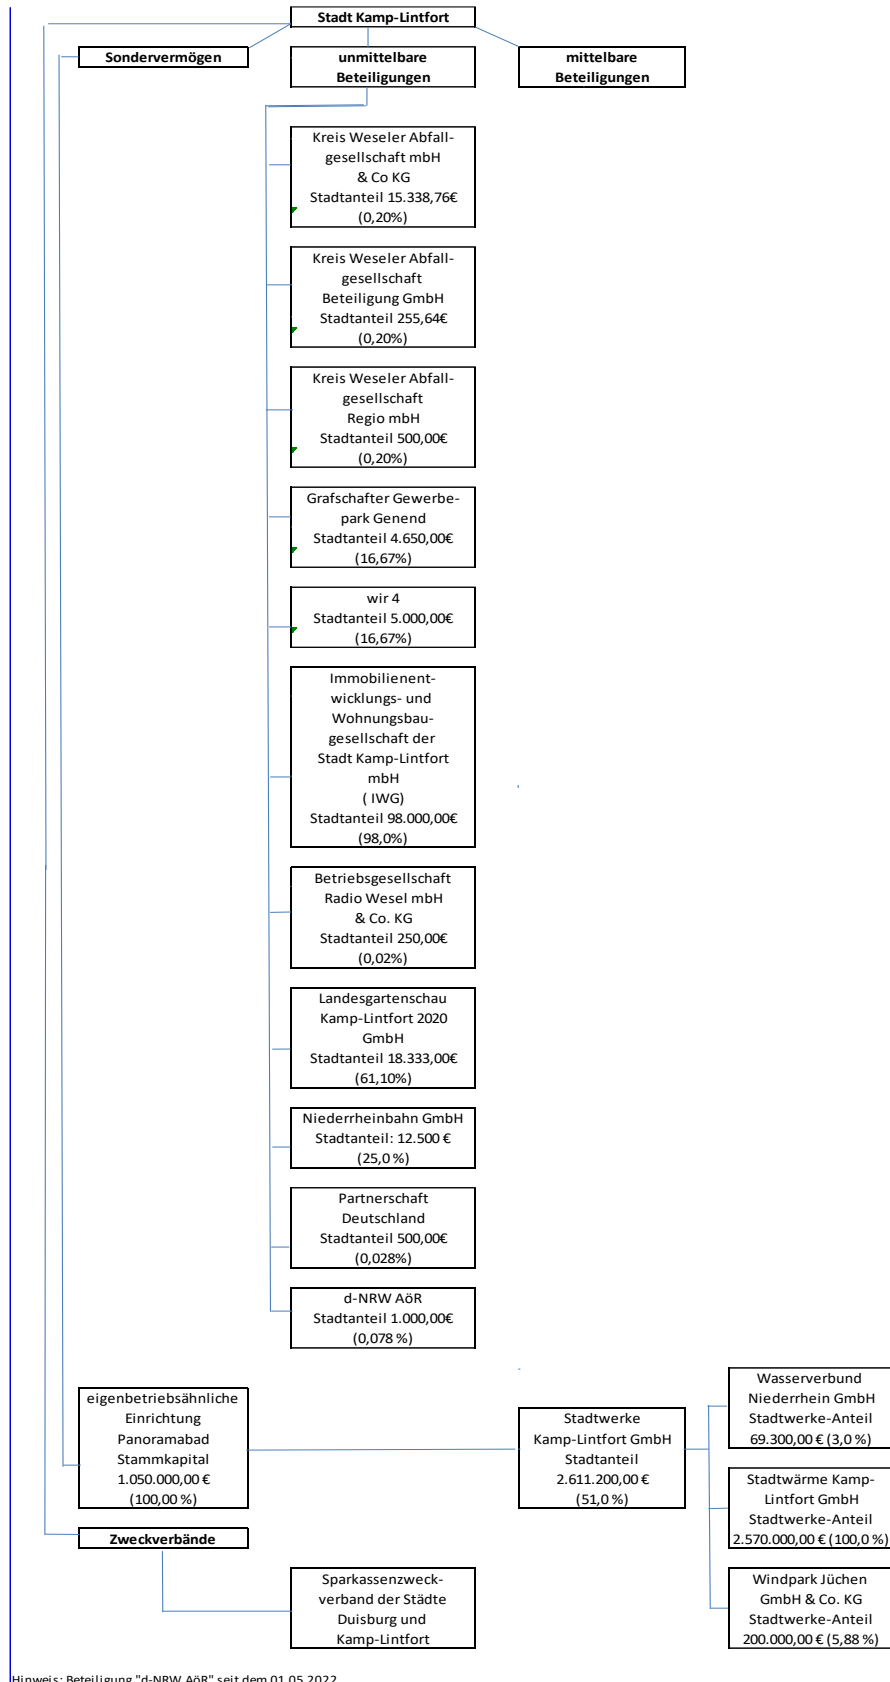 Stadt Kamp-Lintfort
Sondervermögen
unmittelbare
Beteiligungen
mittelbare
Beteiligungen
Kreis Weseler Abfall-
gesellschaft mbH
& Co KG
Stadtanteil 15.338,76€
(0,20%)
Kreis Weseler Abfall-
gesellschaft
Beteiligung GmbH
Stadtanteil 255,64€
(0,20%)
Kreis Weseler Abfall-
gesellschaft
Regio mbH
Stadtanteil 500,00€
(0,20%)
Grafschafter Gewerbe-
park Genend
Stadtanteil 4.650,00€
(16,67%)
wir 4
Stadtanteil 5.000,00€
(16,67%)
Immobilienent-
wicklungs- und
Wohnungsbau-
gesellschaft der
Stadt Kamp-Lintfort
mbH
( IWG)
Stadtanteil 98.000,00€
(98,0%)
Betriebsgesellschaft
Radio Wesel mbH
& Co. KG
Stadtanteil 250,00€
(0,02%)
Landesgartenschau
Kamp-Lintfort 2020
GmbH
Stadtanteil 18.333,00€
(61,10%)
Niederrheinbahn GmbH
Stadtanteil: 12.500 €
(25,0 %)
Partnerschaft
Deutschland
Stadtanteil 500,00€
(0,028%)
d-NRW AöR
Stadtanteil 1.000,00€
(0,078 %)
eigenbetriebsähnliche
Einrichtung
Panoramabad
Stammkapital
1.050.000,00 €
(100,00 %)
Stadtwerke
Kamp-Lintfort GmbH
Stadtanteil
2.611.200,00 €
(51,0 %)
Wasserverbund
Niederrhein GmbH
Stadtwerke-Anteil
69.300,00 € (3,0 %)
Stadtwärme Kamp-
Lintfort GmbH
Stadtwerke-Anteil
2.570.000,00 € (100,0 %)
Windpark Jüchen
GmbH & Co. KG
Stadtwerke-Anteil
200.000,00 € (5,88 %)
Zweckverbände
Sparkassenzweck-
verband der Städte
Duisburg und
Kamp-Lintfort
Hinweis: Beteiligung "d-NRW AöR" seit dem 01.05.2022